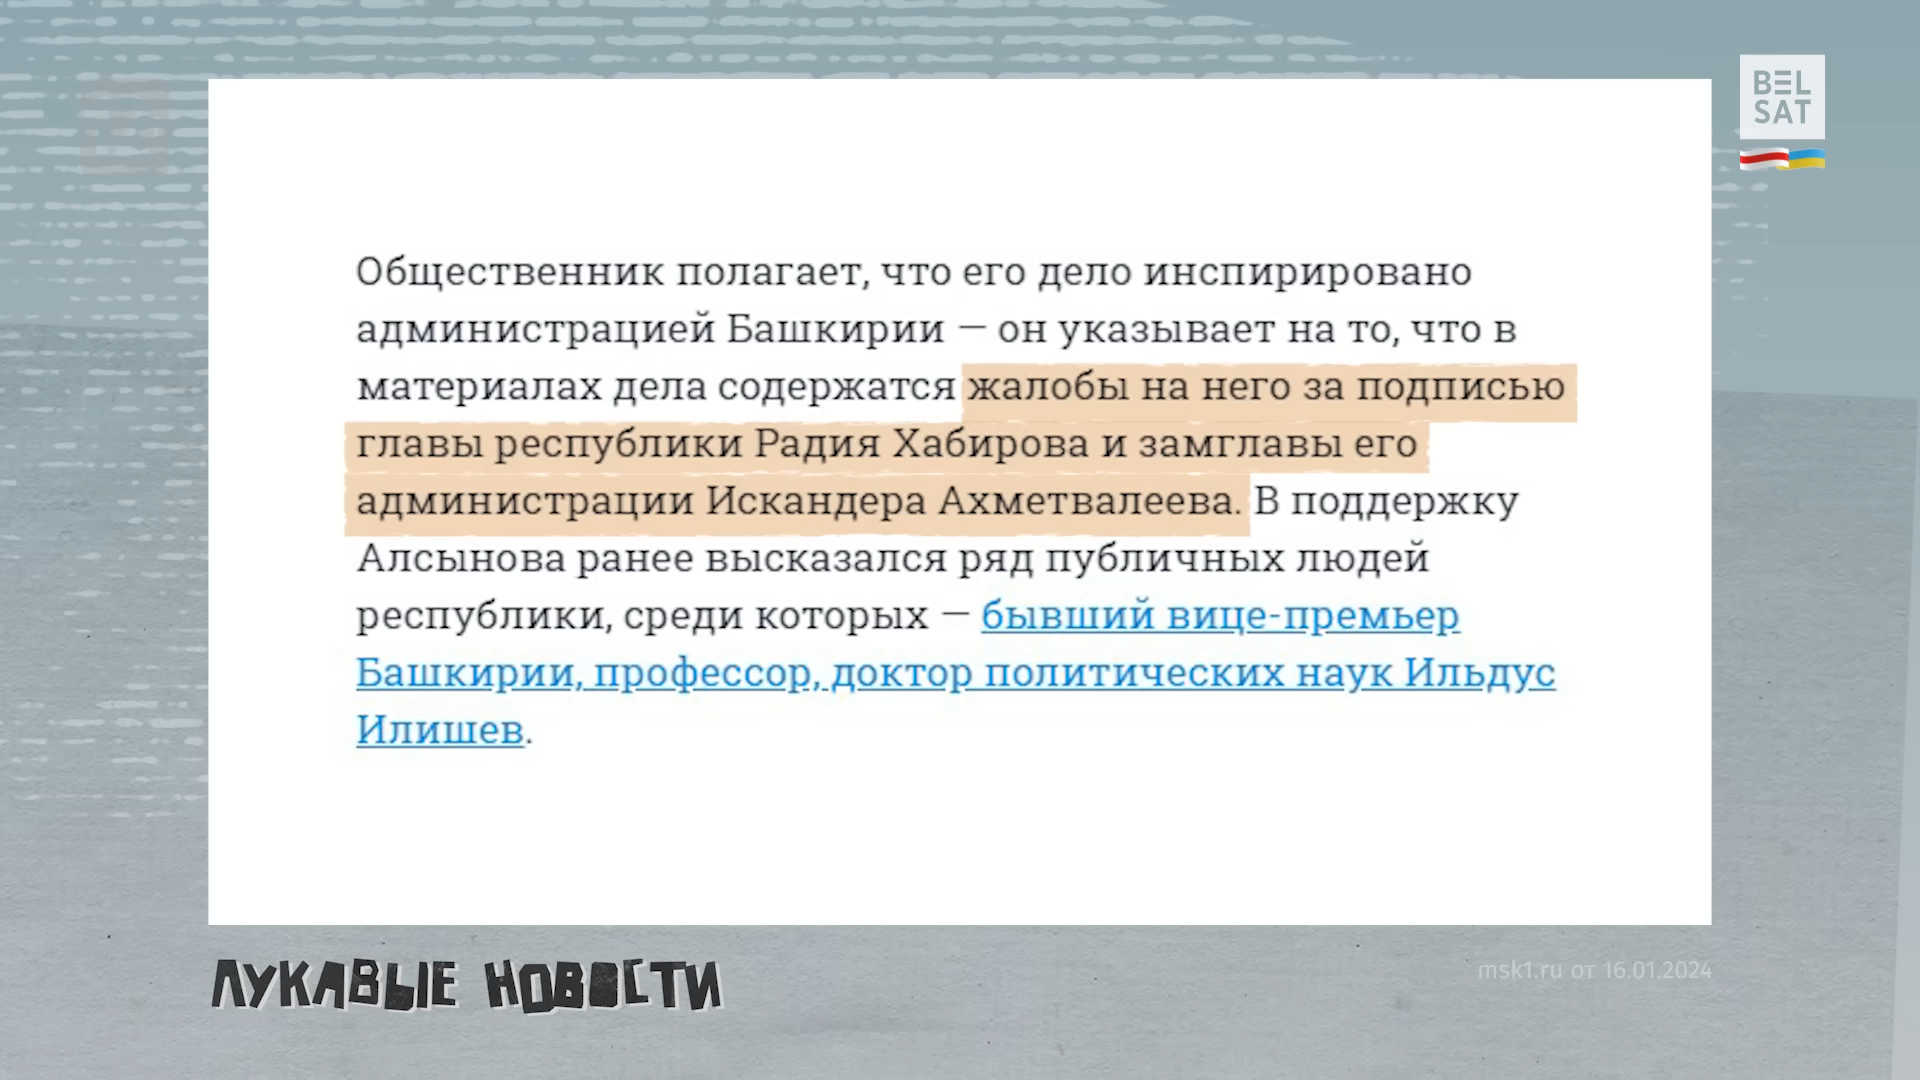 BEL
SAT
Общественник полагает, что его дело инспирировано
администрацией Башкирии — он указывает на то, что в
материалах дела содержатся жалобы на него за подписью
главы республики Радия Хабирова и замглавы его
администрации Искандера Ахметвалеева. В поддержку
Алсынова ранее высказался ряд публичных людей
республики, среди которых — бывший вице-премьер
Башкирии, профессор, доктор политических наук Ильдус
Илишев.
ЛУКАВЫЕ НОВОСТИ
msk1.ru от 16.01.2024